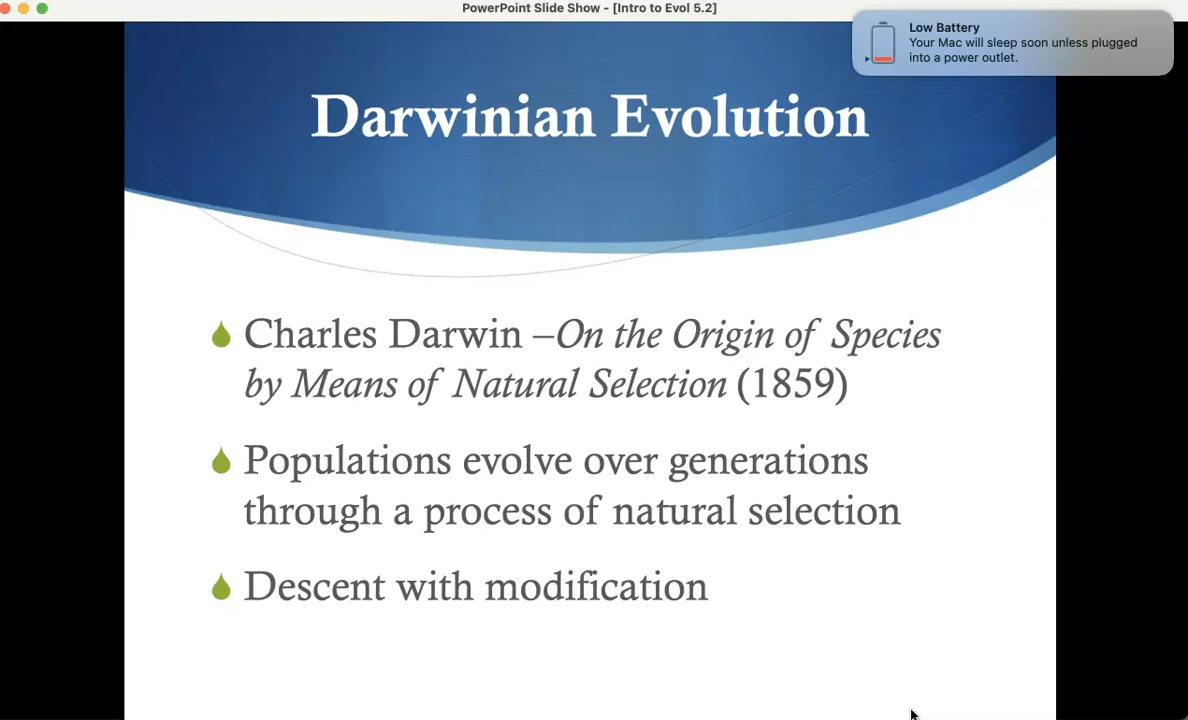 PowerPoint Slide Show - [Intro to Evol 5.2]
Low Battery
Your Mac will sleep soon unless plugged
into a power outlet.
Darwinian Evolution
Charles Darwin –On the Origin of Species
by Means of Natural Selection (1859)
Populations evolve over generations
through a process of natural selection
Descent with modification